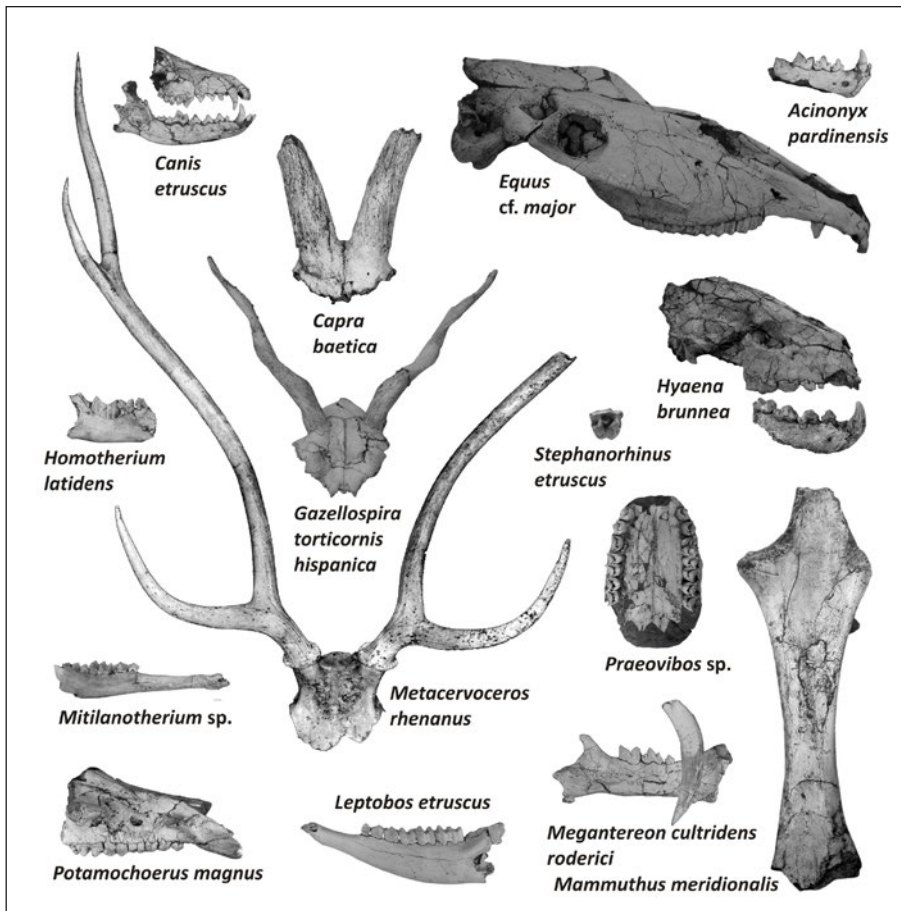 Canis
etruscus
Acinonyx
pardinensis
Equus
cf. major
Capra
baetica
Hyaena
brunnea
Homotherium
latidens
Stephanorhinus
etruscus
Gazellospira
torticornis
hispanica
Praeovibos sp.
Metacervoceros
rhenanus
Mitilanotherium sp.
Leptobos etruscus
Megantereon cultridens
roderici
Mammuthus meridionalis
Potamochoerus magnus